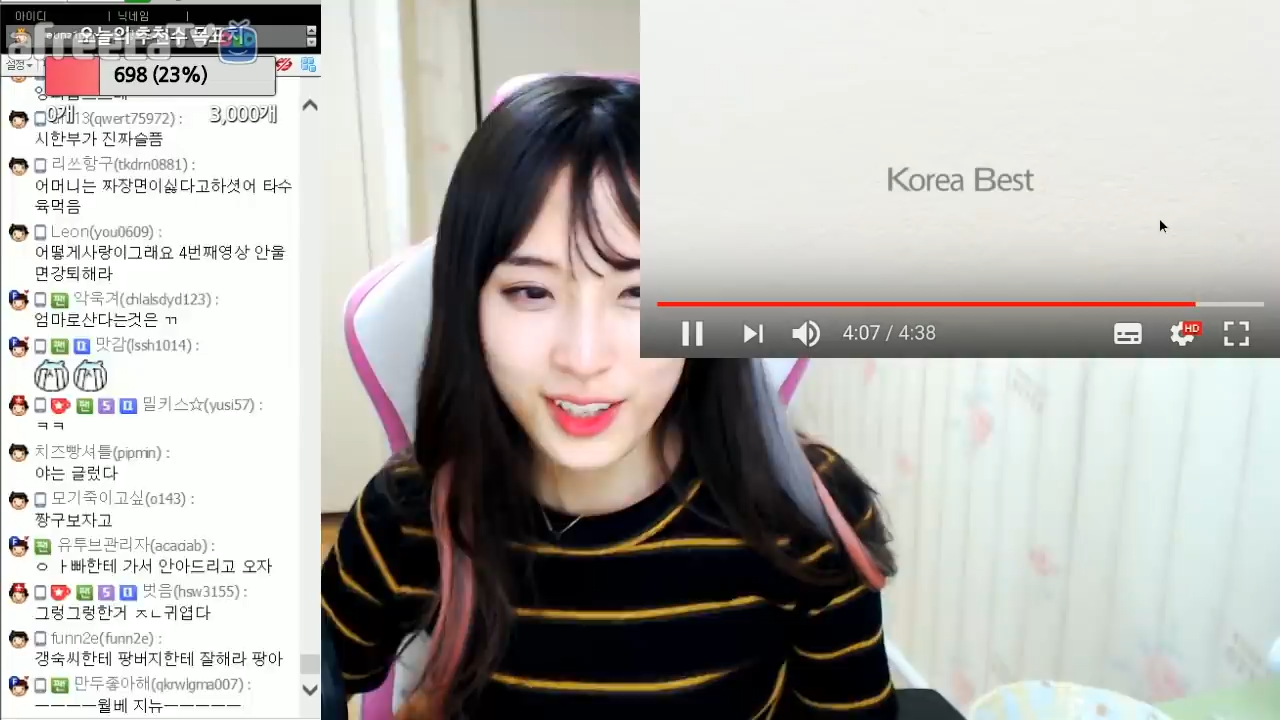 아이디
닉네임
afreecaTV
오늘의 추천수 목표치
설정
698 (23%)
0개
3,000개
시한부가 진짜슬픔
리쓰항구(tkdrn0881) :
어머니는 짜장면이싫다고하셧어 타수
육먹음
Leon(you0609) :
어떻게사랑이그래요 4번째영상 안울
면강퇴해라
팬 악욱겨(chlalsdyd123) :
엄마로산다는것은 ㄲ
팬 맛감(lssh1014) :
팬 S 밀키스☆(yusi57) :
ㅋㅋ
치즈빵셔틀(pipmin) :
야는 글렀다
모기죽이고싶(o143) :
짱구보자고
팬 유투브관리자(acaciab) :
ㅇ ㅏ빠한테 가서 안아드리고 오자
팬 S 벗음(hsw3155) :
그렁그렁한거 ㅈㄴ귀엽다
funn2e(funn2e) :
갱숙씨한테 팡버지한테 잘해라 팡아
팬 만두좋아해(qkrwlgma007) :
ㅡㅡㅡㅡ월베 지뉴ㅡㅡㅡㅡㅡ
Korea Best
4:07 / 4:38
HD